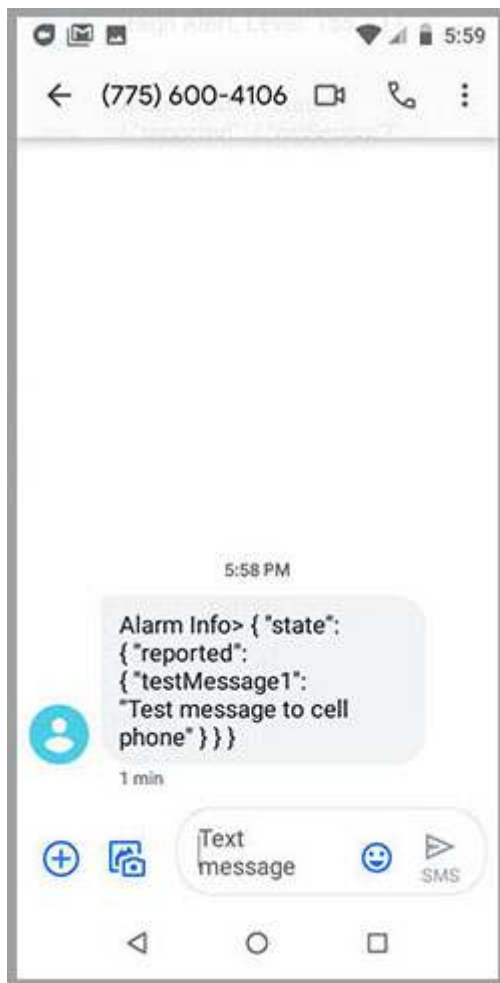 5:59
(775) 600-4106
5:58 PM
Alarm Info> { "state":
{ "reported":
{ "testMessage1":
"Test message to cell
phone" } } }
1 min
Text
message
SMS